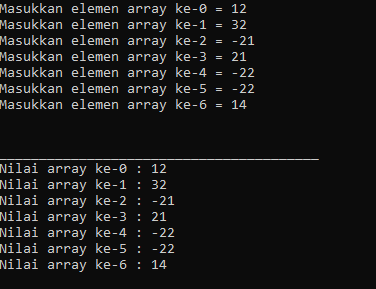 Masukkan elemen array ke-0 = 12
Masukkan elemen array ke-1 = 32
Masukkan elemen array ke-2 = -21
Masukkan elemen array ke-3 = 21
Masukkan elemen array ke-4 = -22
Masukkan elemen array ke-5 = -22
Masukkan elemen array ke-6 = 14
________________________________________
Nilai array ke-0 : 12
Nilai array ke-1 : 32
Nilai array ke-2 : -21
Nilai array ke-3 : 21
Nilai array ke-4 : -22
Nilai array ke-5 : -22
Nilai array ke-6 : 14